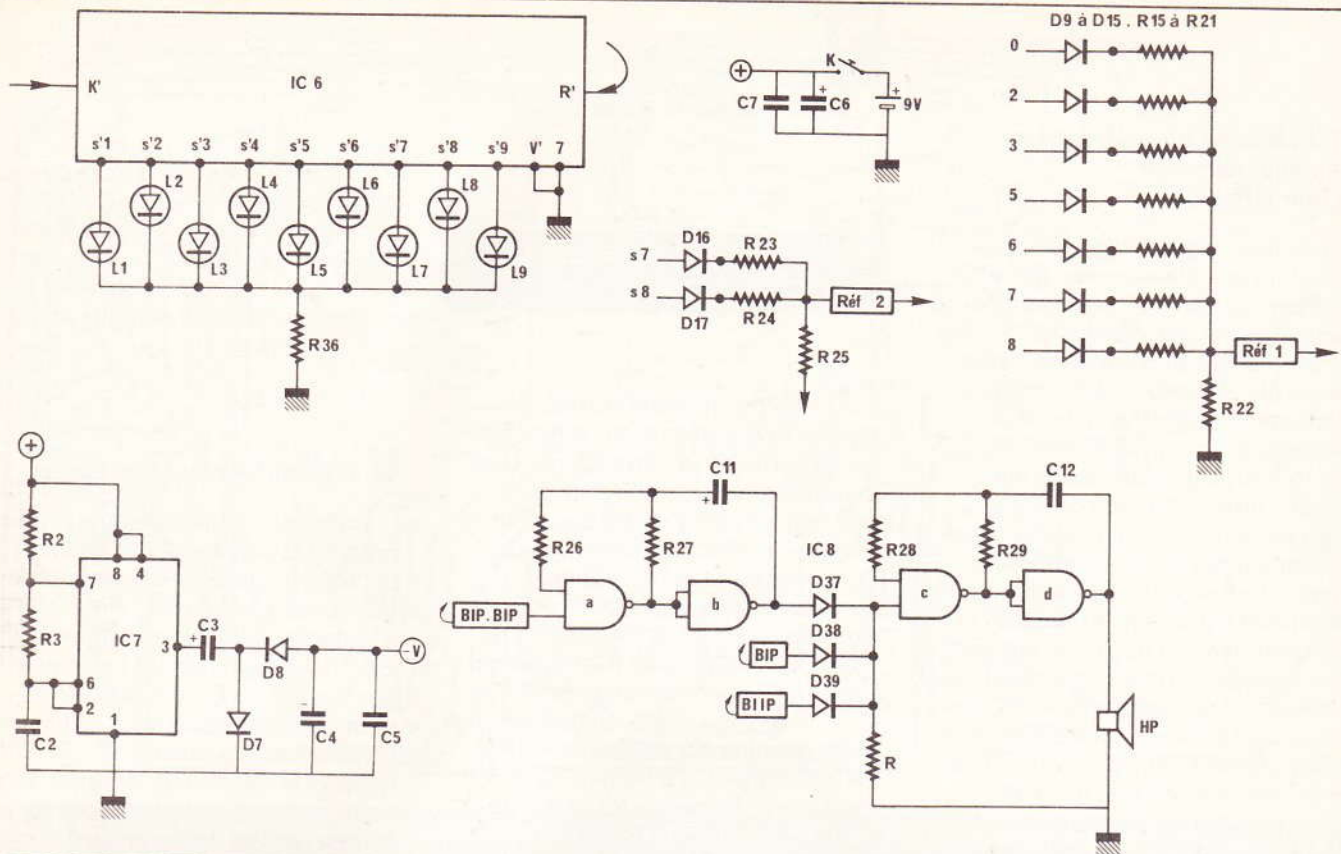 IC 6
K'
R'
s'1 s'2 s'3 s'4 s'5 s'6 s'7 s'8 s'9 V' 7
L1
L2
L3
L4
L5
L6
L7
L8
L9
R36
K
C7
C6
9V
D9 à D15 . R15 à R21
0
2
3
5
6
7
8
Réf 1
R22
D16
s7
R23
s8
D17
R24
Réf 2
R25
R2
8 4
7
R3
IC7
3
6
2
1
C2
C3
D8
D7
C4
C5
-V
C11
R26
R27
a
b
BIP.BIP
IC8
D37
D38
BIP
D39
BIIP
R
C12
R28
R29
c
d
HP